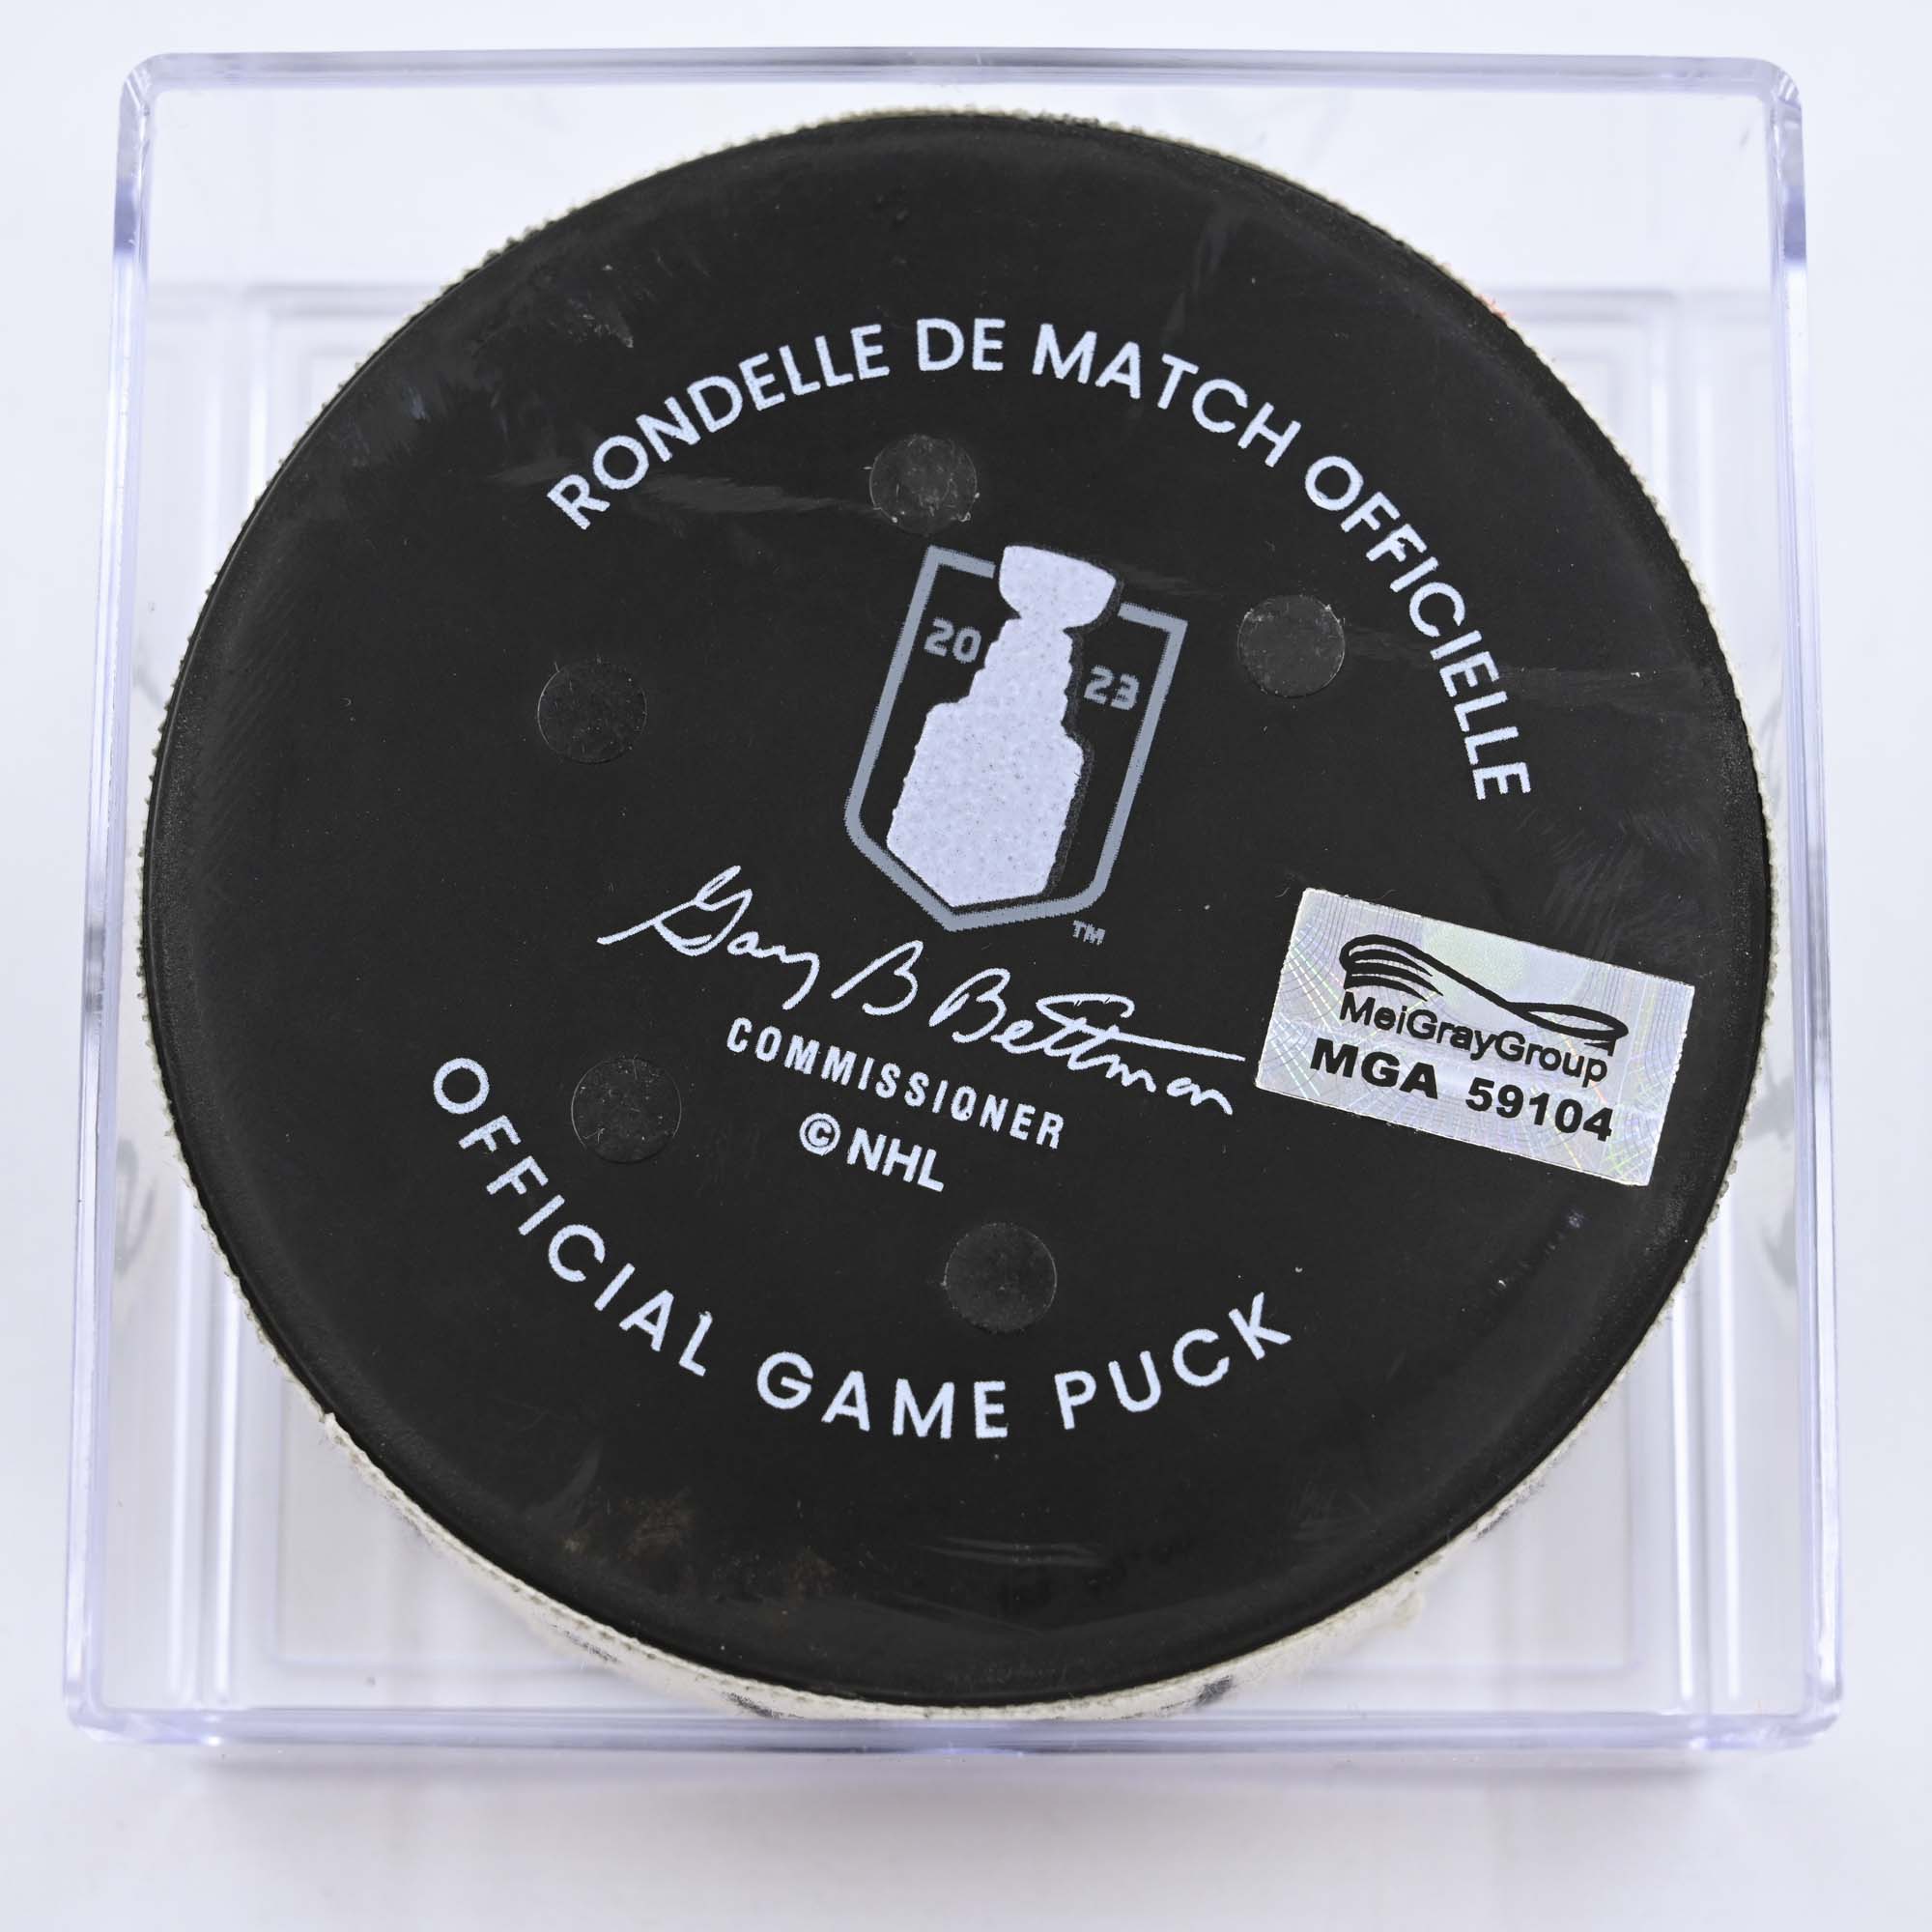 RONDELLE DE MATCH OFFICIELLE
20 23
TM
Gary B Bettman
COMMISSIONER
©NHL
MeiGrayGroup
MGA 59104
OFFICIAL GAME PUCK